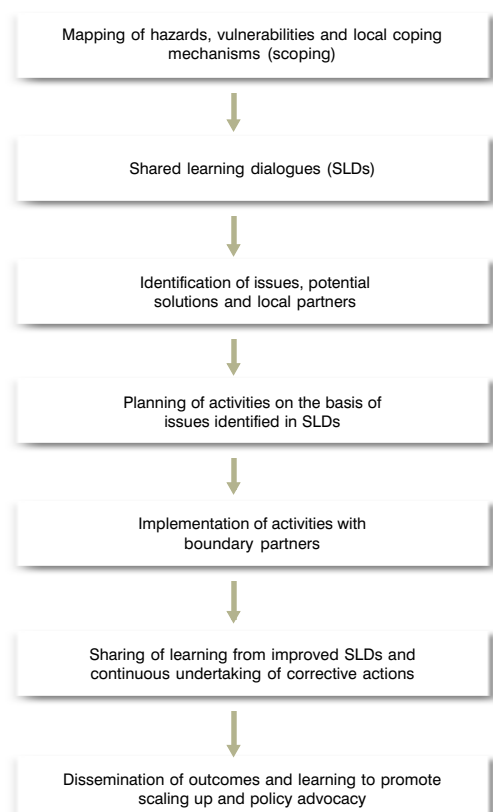 Mapping of hazards, vulnerabilities and local coping
mechanisms (scoping)
Shared learning dialogues (SLDs)
Identification of issues, potential
solutions and local partners
Planning of activities on the basis of
issues identified in SLDs
Implementation of activities with
boundary partners
Sharing of learning from improved SLDs and
continuous undertaking of corrective actions
Dissemination of outcomes and learning to promote
scaling up and policy advocacy